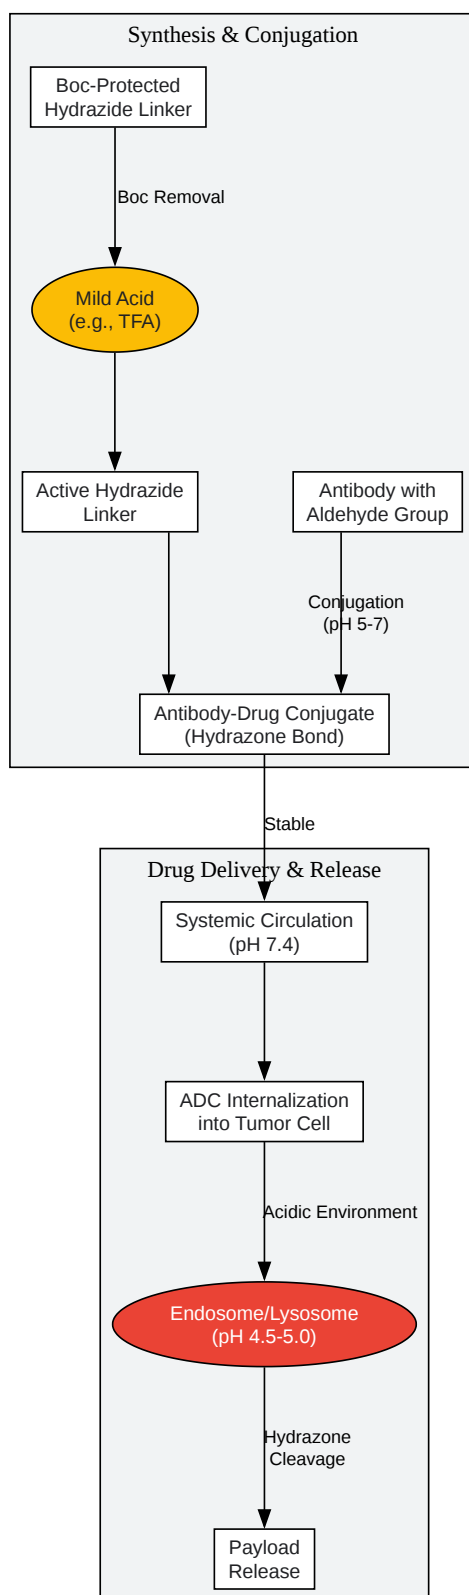 Synthesis & Conjugation
Boc-Protected
Hydrazide Linker
Boc Removal
Mild Acid
(e.g., TFA)
Active Hydrazide
Linker
Antibody with
Aldehyde Group
Conjugation
(pH 5-7)
Antibody-Drug Conjugate
(Hydrazone Bond)
Stable
Drug Delivery & Release
Systemic Circulation
(pH 7.4)
ADC Internalization
into Tumor Cell
Acidic Environment
Endosome/Lysosome
(pH 4.5-5.0)
Hydrazone
Cleavage
Payload
Release